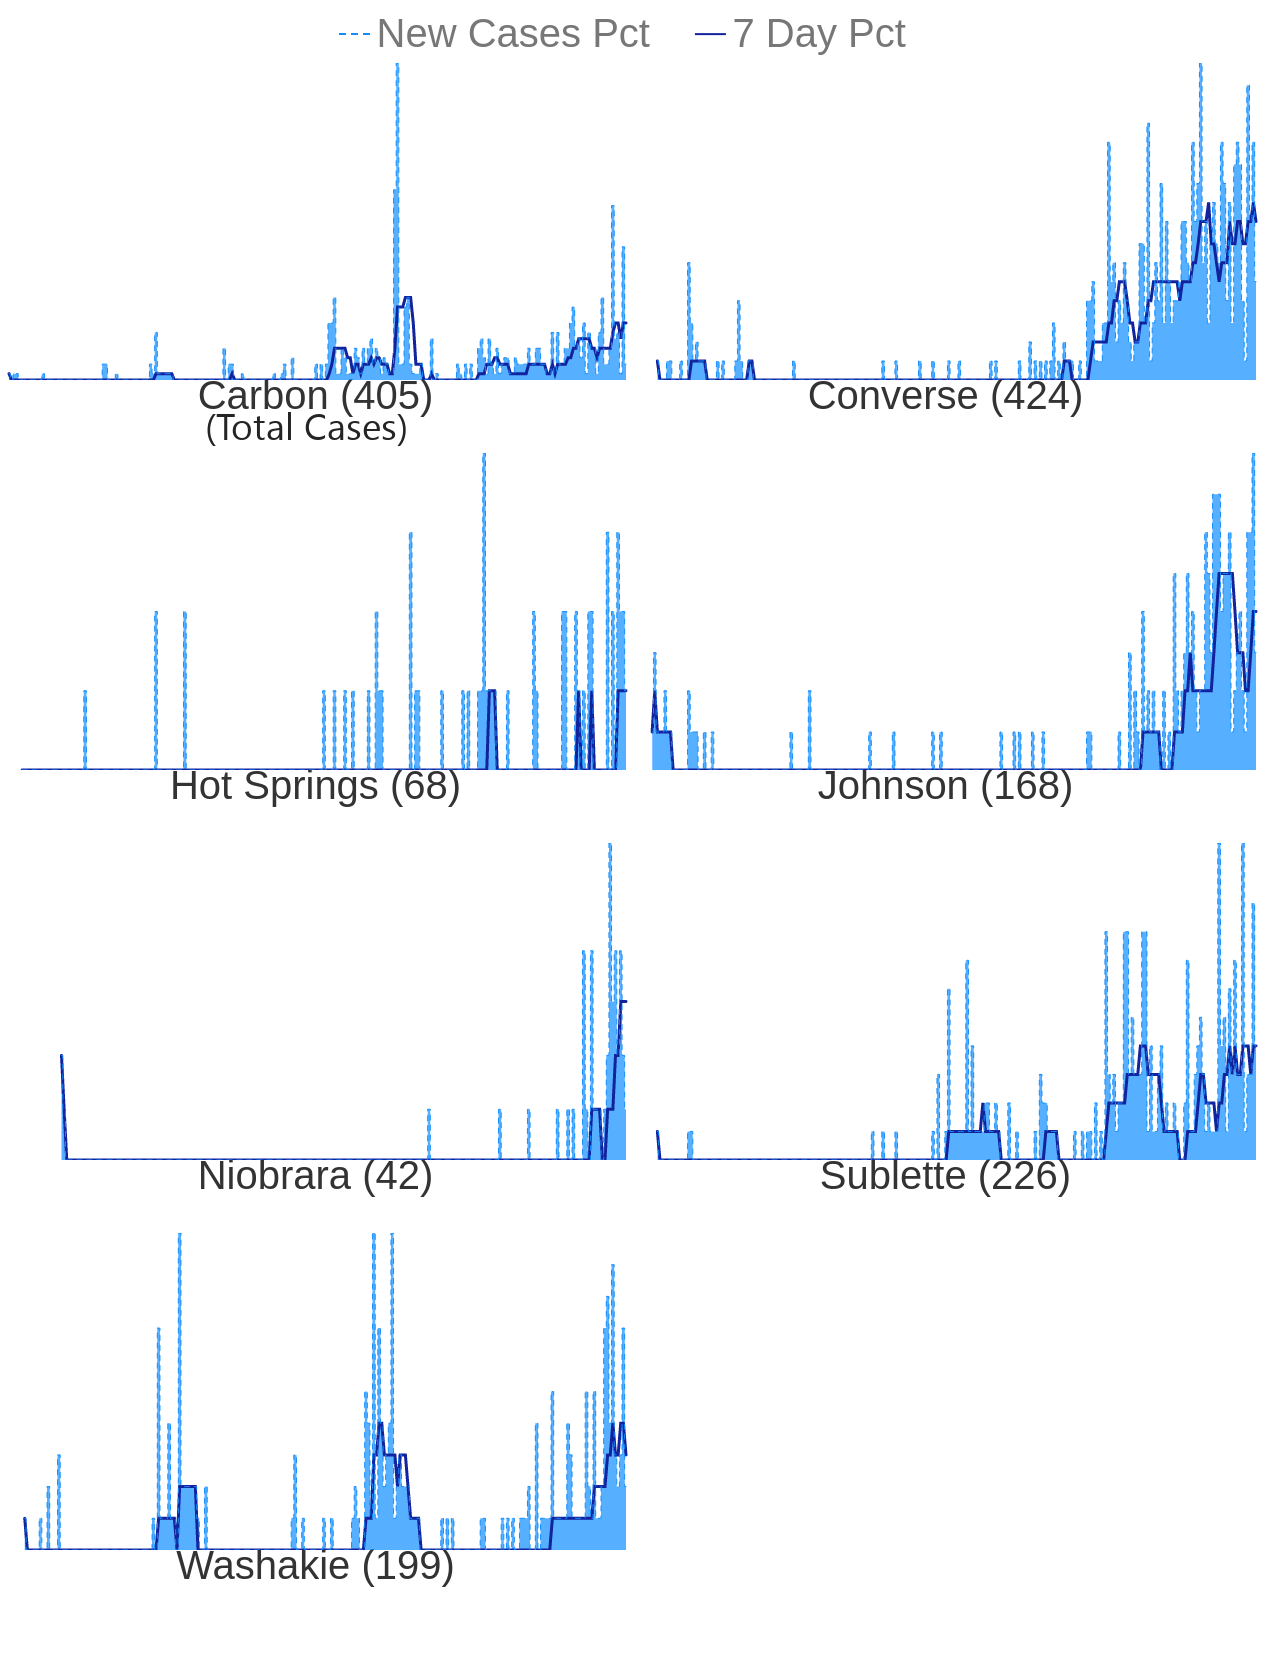 New Cases Pct 7 Day Pct
Carbon (405) Converse (424)
(Total Cases)
Hot Springs (68) Johnson (168)
Niobrara (42) Sublette (226)
Washakie (199)